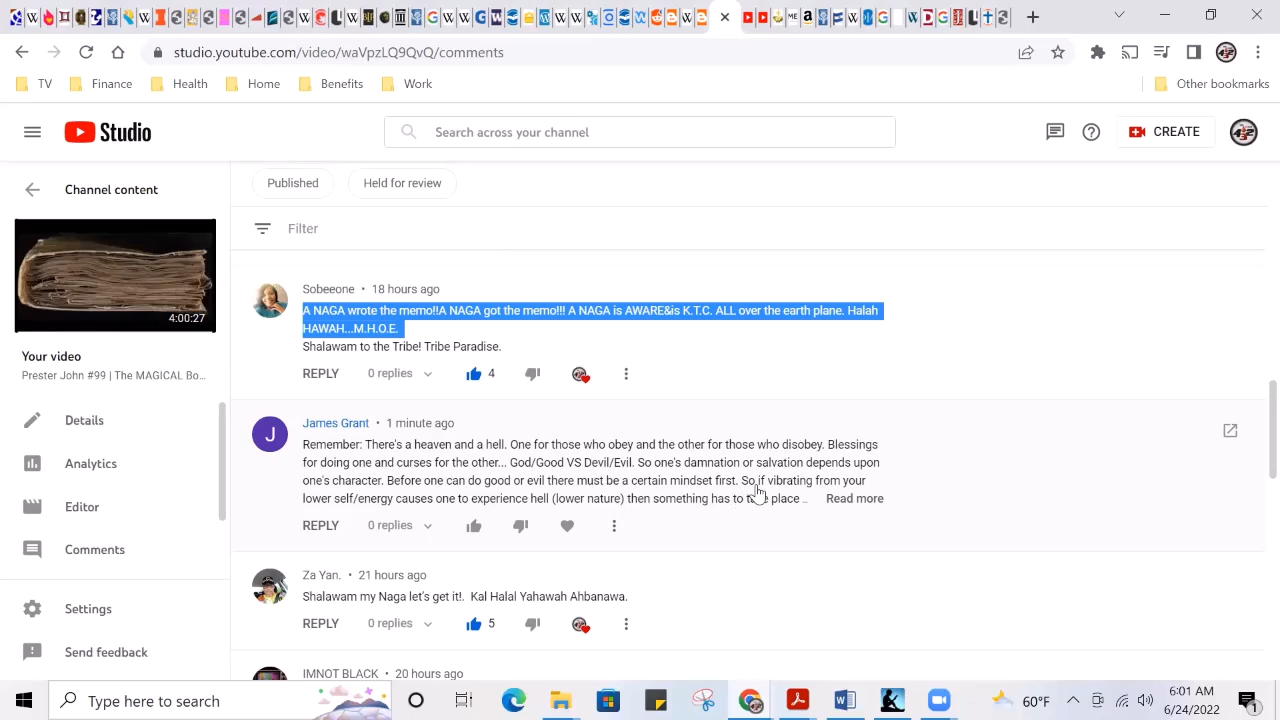 studio.youtube.com/video/waVpzLQ9QvQ/comments
TV Finance Health Home Benefits Work Other bookmarks
Studio
Search across your channel
CREATE
Channel content
Published Held for review
Filter
4:00:27
Your video
Prester John #99 | The MAGICAL Bo...
Details
Analytics
Editor
Comments
Settings
Send feedback
Sobeeone • 18 hours ago
A NAGA wrote the memo!!A NAGA got the memo!!! A NAGA is AWARE&is K.T.C. ALL over the earth plane. Halah
HAWAH...M.H.O.E.
Shalawam to the Tribe! Tribe Paradise.
REPLY 0 replies 4
J
James Grant • 1 minute ago
Remember: There's a heaven and a hell. One for those who obey and the other for those who disobey. Blessings
for doing one and curses for the other... God/Good VS Devil/Evil. So one's damnation or salvation depends upon
one's character. Before one can do good or evil there must be a certain mindset first. So if vibrating from your
lower self/energy causes one to experience hell (lower nature) then something has to place ... Read more
REPLY 0 replies
Za Yan. • 21 hours ago
Shalawam my Naga let's get it!. Kal Halal Yahawah Ahbanawa.
REPLY 0 replies 5
IMNOT BLACK • 20 hours ago
Type here to search
60°F
6:01 AM
6/24/2022
1